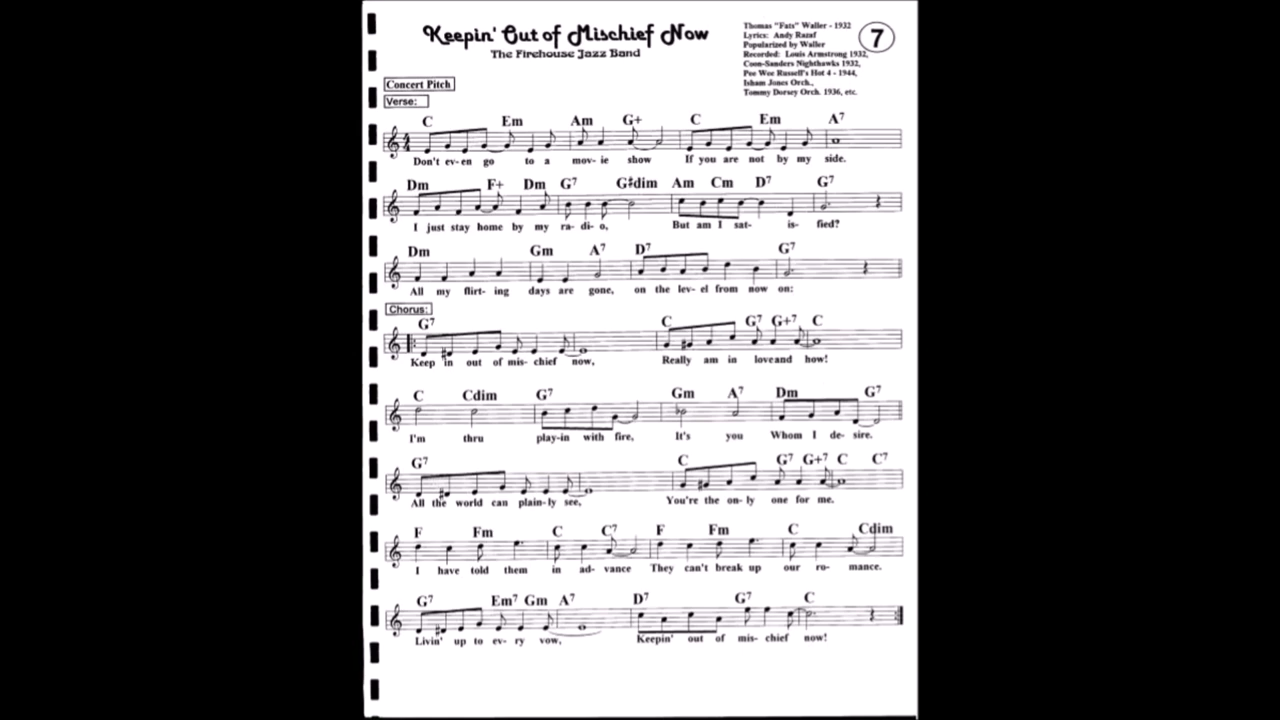 Keepin' Out of Mischief Now
The Firehouse Jazz Band
Thomas "Fats" Waller - 1932
Lyrics: Andy Razaf
Popularized by Waller
Recorded: Louis Armstrong 1932,
Coon-Sanders Nighthawks 1932,
Pee Wee Russell's Hot 4 - 1944,
Isham Jones Orch.,
Tommy Dorsey Orch. 1936, etc.
7
Concert Pitch
Verse:
C Em Am G+ C Em A7
Don't ev-en go to a mov- ie show If you are not by my side.
Dm F+ Dm G7 G#dim Am Cm D7 G7
I just stay home by my ra- di- o, But am I sat- is- fied?
Dm Gm A7 D7 G7
All my flirt- ing days are gone, on the lev- el from now on:
Chorus:
G7 C G7 G+7 C
Keep in out of mis- chief now, Really am in loveand how!
C Cdim G7 Gm A7 Dm G7
I'm thru play-in with fire, It's you Whom I de- sire.
G7 C G7 G+7 C C7
All the world can plain-ly see, You're the on- ly one for me.
F Fm C C7 F Fm C Cdim
I have told them in ad- vance They can't break up our ro- mance.
G7 Em7 Gm A7 D7 G7 C
Livin' up to ev- ry vow, Keepin' out of mis- chief now!